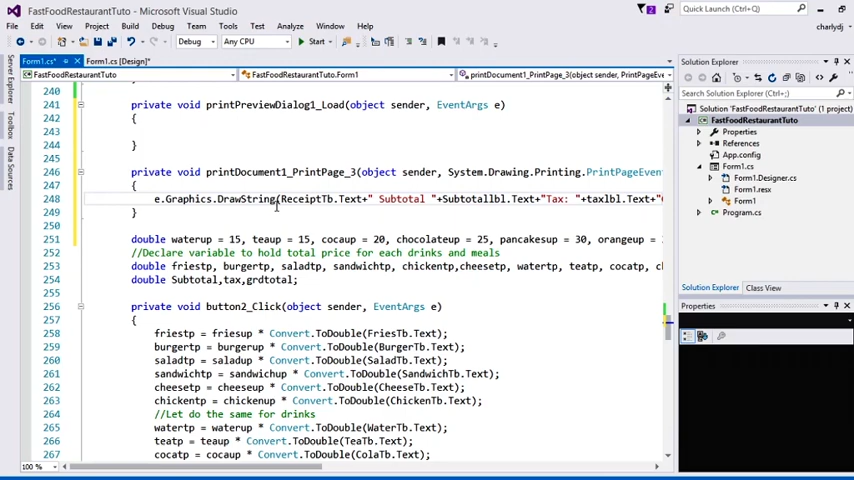 FastFoodRestaurantTuto - Microsoft Visual Studio
2
Quick Launch (Ctrl+Q)
File Edit View Project Build Debug Team Tools Test Analyze Window Help
charlydj
Debug Any CPU Start
Form1.cs* Form1.cs [Design]*
FastFoodRestaurantTuto FastFoodRestaurantTuto.Form1 printDocument1_PrintPage_3(object sender, PrintPageEver
Server Explorer
Toolbox
Data Sources
240
241 private void printPreviewDialog1_Load(object sender, EventArgs e)
242 {
243
244 }
245
246 private void printDocument1_PrintPage_3(object sender, System.Drawing.Printing.PrintPageEvent
247 {
248 e.Graphics.DrawString(ReceiptTb.Text+" Subtotal "+Subtotallbl.Text+"Tax: "+taxlbl.Text+"
249 }
250
251 double waterup = 15, teaup = 15, cocaup = 20, chocolateup = 25, pancakesup = 30, orangeup =
252 //Declare variable to hold total price for each drinks and meals
253 double friestp, burgertp, saladtp, sandwichtp, chickentp,cheesetp, watertp, teatp, cocatp,
254 double Subtotal,tax,grdtotal;
255
256 private void button2_Click(object sender, EventArgs e)
257 {
258 friestp = friesup * Convert.ToDouble(FriesTb.Text);
259 burgertp = burgerup * Convert.ToDouble(BurgerTb.Text);
260 saladtp = saladup * Convert.ToDouble(SaladTb.Text);
261 sandwichtp = sandwichup * Convert.ToDouble(SandwichTb.Text);
262 cheesetp = cheeseup * Convert.ToDouble(CheeseTb.Text);
263 chickentp = chickenup * Convert.ToDouble(ChickenTb.Text);
264 //Let do the same for drinks
265 watertp = waterup * Convert.ToDouble(WaterTb.Text);
266 teatp = teaup * Convert.ToDouble(TeaTb.Text);
267 cocatp = cocaup * Convert.ToDouble(ColaTb.Text);
100 %
Solution Explorer
Search Solution Explorer (Ctrl+;)
Solution 'FastFoodRestaurantTuto' (1 project)
FastFoodRestaurantTuto
Properties
References
App.config
Form1.cs
Form1.Designer.cs
Form1.resx
Form1
Program.cs
Solution Explorer Class View
Properties